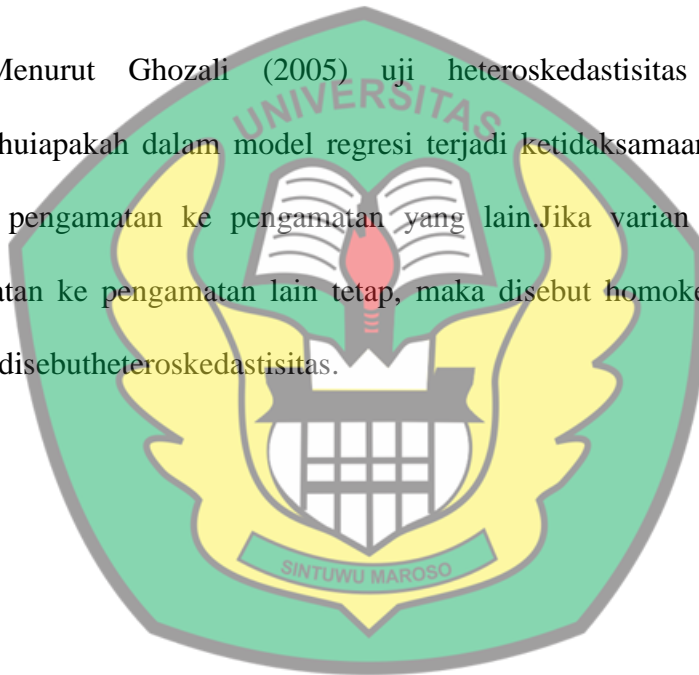 Menurut Ghozali (2005) uji heteroskedastisitas
huiapakah dalam model regresi terjadi ketidaksamaan
pengamatan ke pengamatan yang lain.Jika varian
atan ke pengamatan lain tetap, maka disebut homoke
disebutheteroskedastisitas.
UNIVERSITAS
SINTUWU MAROSO